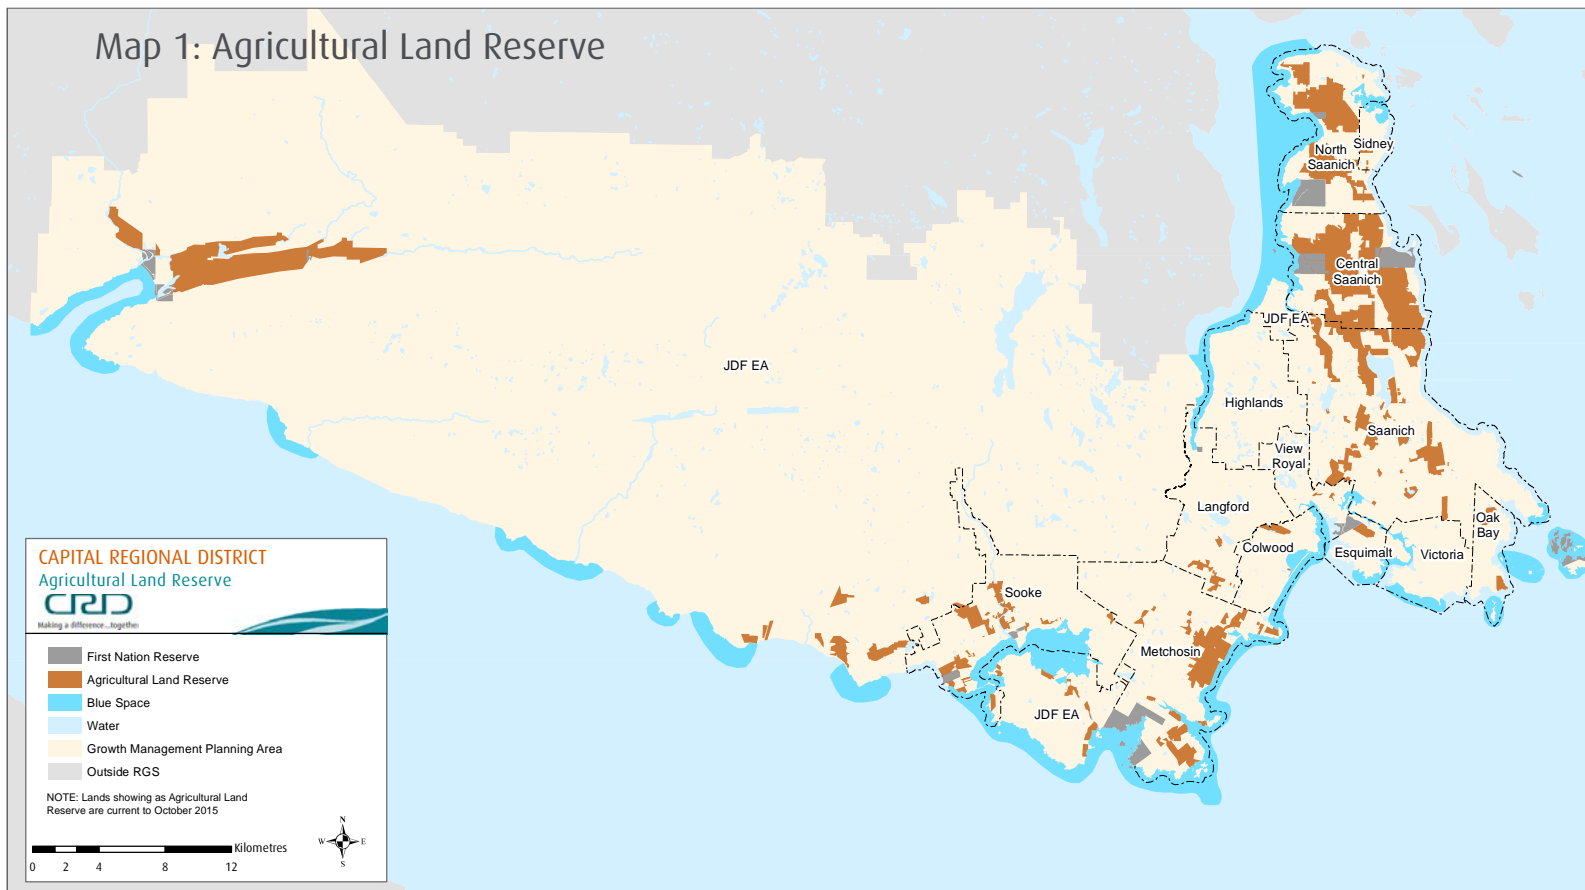 Map 1: Agricultural Land Reserve
North
Saanich
Sidney
Central
Saanich
JDF EA
JDF EA
Highlands
Saanich
View
Royal
Langford
Colwood
Esquimalt
Victoria
Oak
Bay
Sooke
Metchosin
JDF EA
CAPITAL REGIONAL DISTRICT
Agricultural Land Reserve
CRD
Making a difference...together
First Nation Reserve
Agricultural Land Reserve
Blue Space
Water
Growth Management Planning Area
Outside RGS
NOTE: Lands showing as Agricultural Land
Reserve are current to October 2015
Kilometres
0 2 4 8 12
N
W E
S